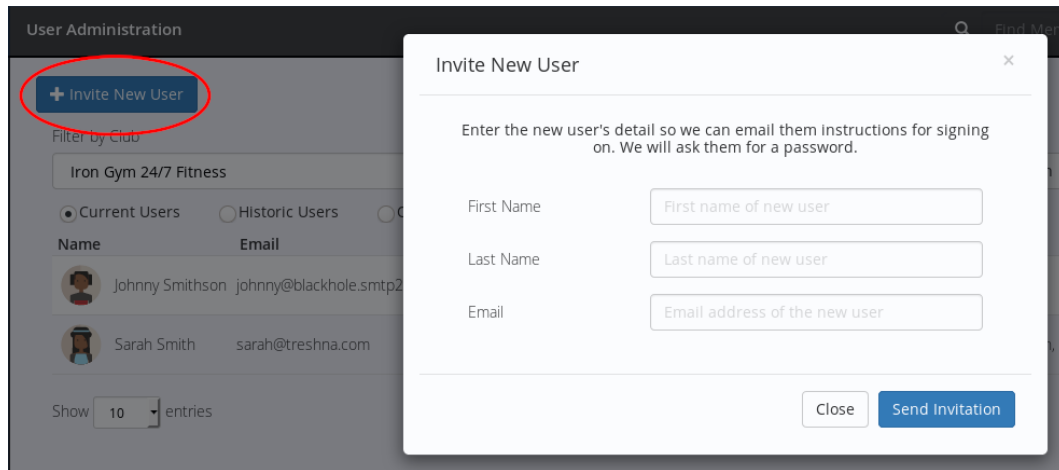 User Administration
Find Mer
Invite New User
×
+ Invite New User
Enter the new user's detail so we can email them instructions for signing
on. We will ask them for a password.
Filter by Club
Iron Gym 24/7 Fitness
Current Users Historic Users
Name Email
Johnny Smithson johnny@blackhole.smtp2
Sarah Smith sarah@treshna.com
Show 10 entries
First Name First name of new user
Last Name Last name of new user
Email Email address of the new user
Close Send Invitation